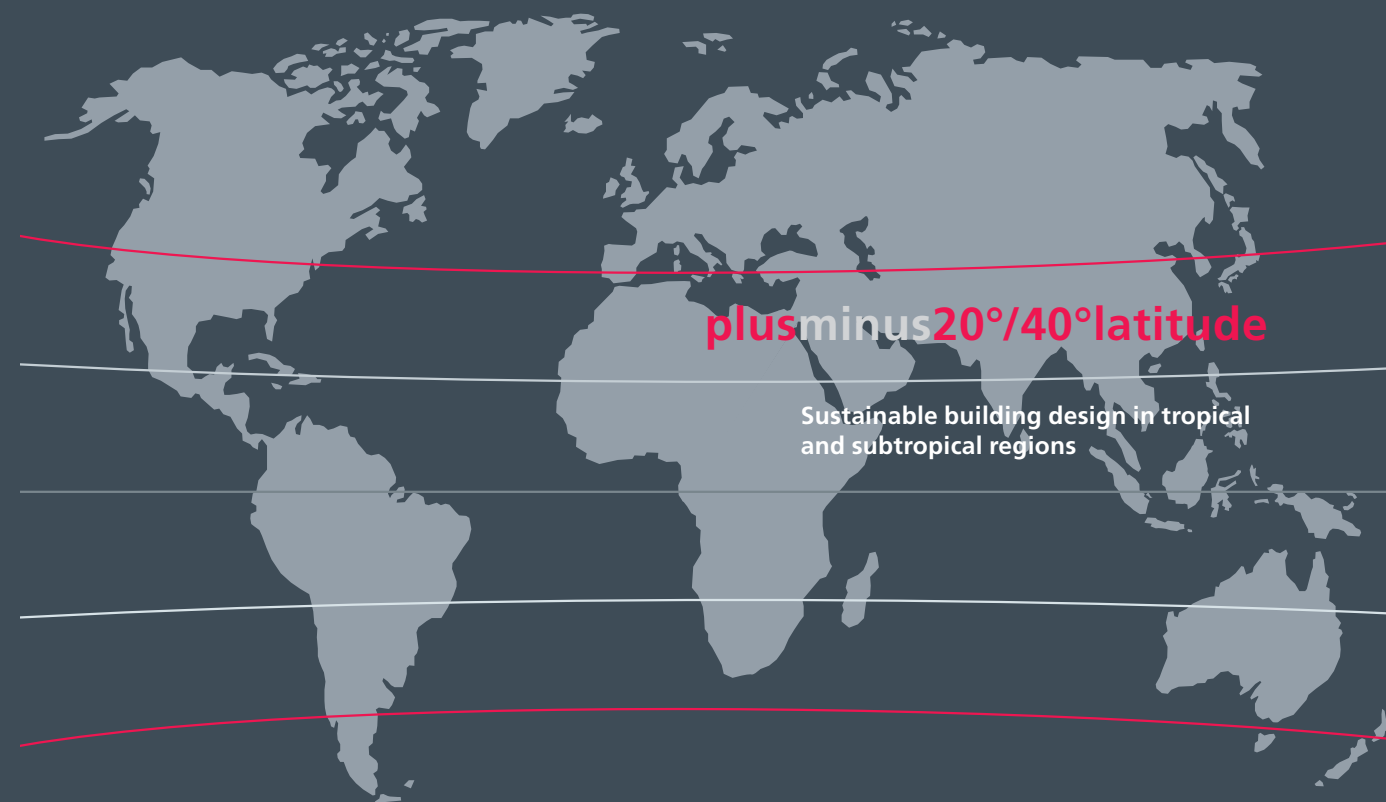 plusminus20°/40°latitude
Sustainable building design in tropical
and subtropical regions